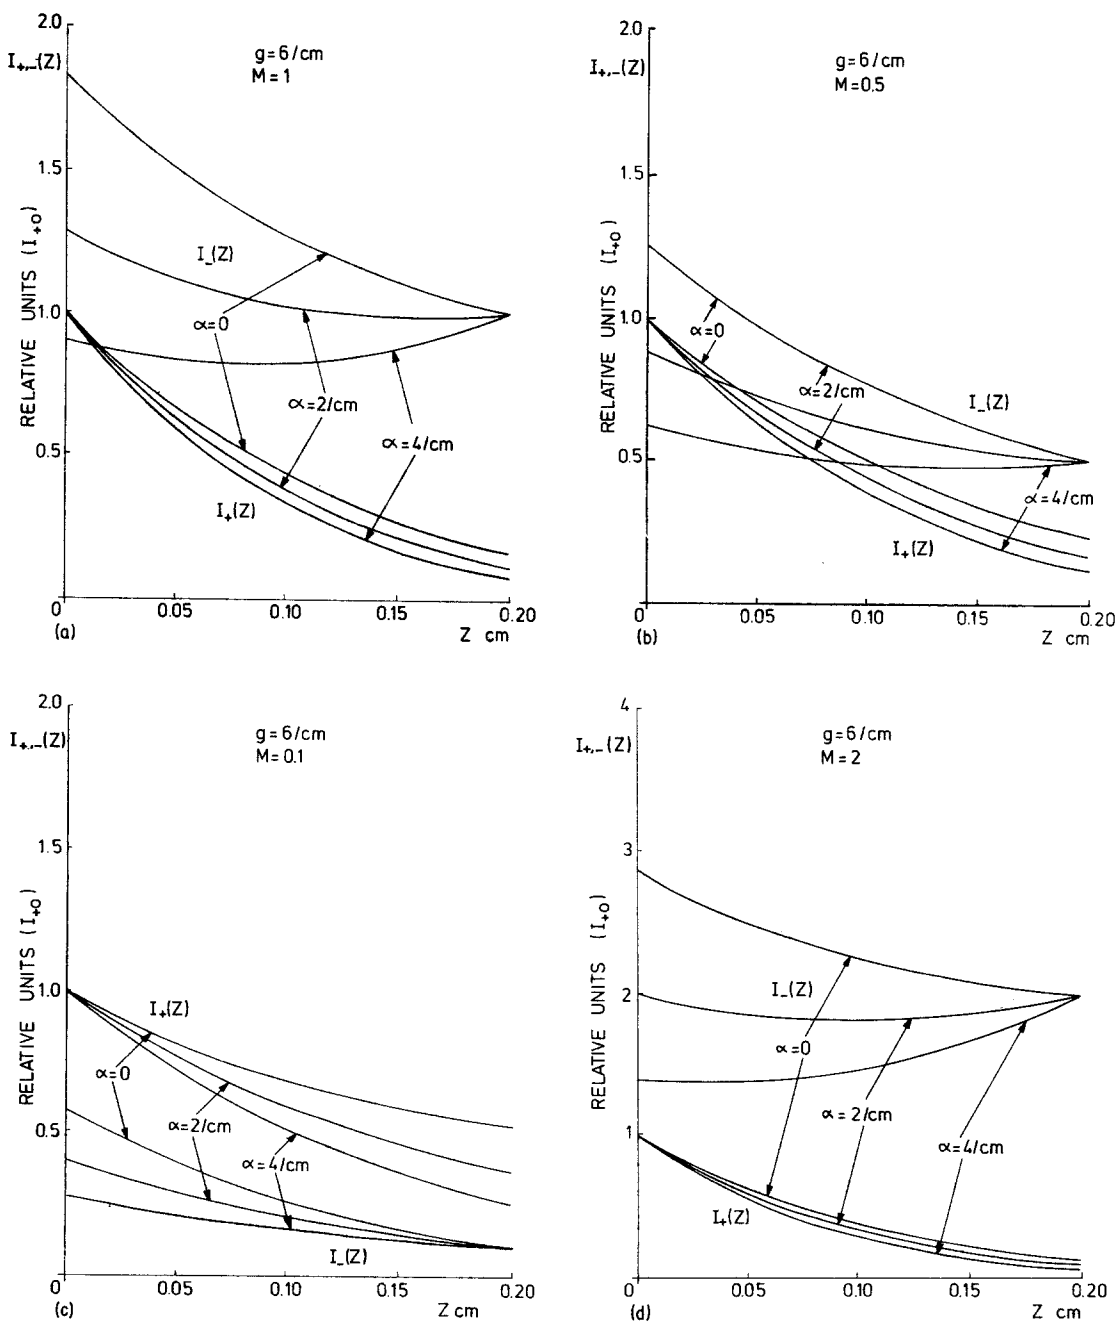 2.0
I₊,₋(Z)
g=6/cm
M=1
1.5
I₋(Z)
RELATIVE UNITS (I₊₀)
1.0
∝=0
∝=2/cm
∝=4/cm
0.5
I₊(Z)
0
0.05
0.10
0.15
0.20
(a)
Z cm
2.0
I₊,₋(Z)
g=6/cm
M=0.5
1.5
RELATIVE UNITS (I₊₀)
1.0
∝=0
∝=2/cm
I₋(Z)
0.5
∝=4/cm
I₊(Z)
0
0.05
0.10
0.15
0.20
(b)
Z cm
2.0
I₊,₋(Z)
g=6/cm
M=0.1
1.5
RELATIVE UNITS (I₊₀)
1.0
I₊(Z)
∝=0
0.5
∝=2/cm
∝=4/cm
I₋(Z)
0
0.05
0.10
0.15
0.20
(c)
Z cm
4
I₊,₋(Z)
g=6/cm
M=2
3
RELATIVE UNITS (I₊₀)
2
I₋(Z)
∝=0
∝=2/cm
1
∝=4/cm
I₊(Z)
0
0.05
0.10
0.15
0.20
(d)
Z cm